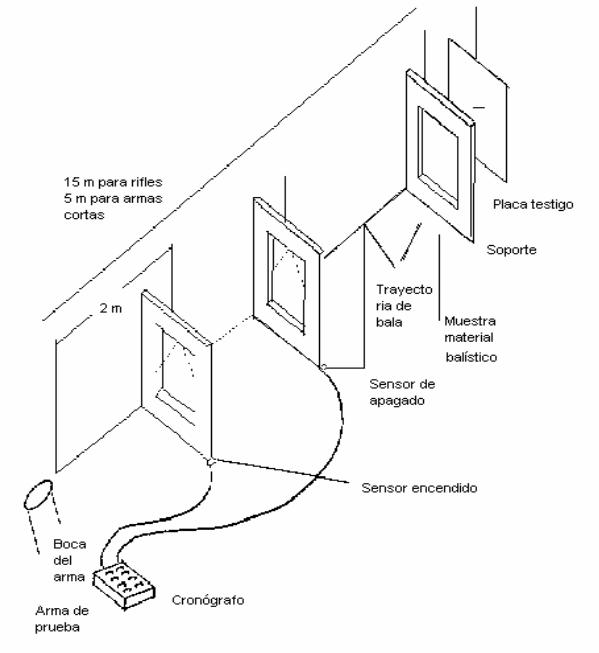 15 m para rifles
5 m para armas
cortas
2 m
Placa testigo
Soporte
Trayecto
ria de
bala
Muestra
material
balístico
Sensor de
apagado
Sensor encendido
Boca
del
arma
Cronógrafo
Arma de
prueba